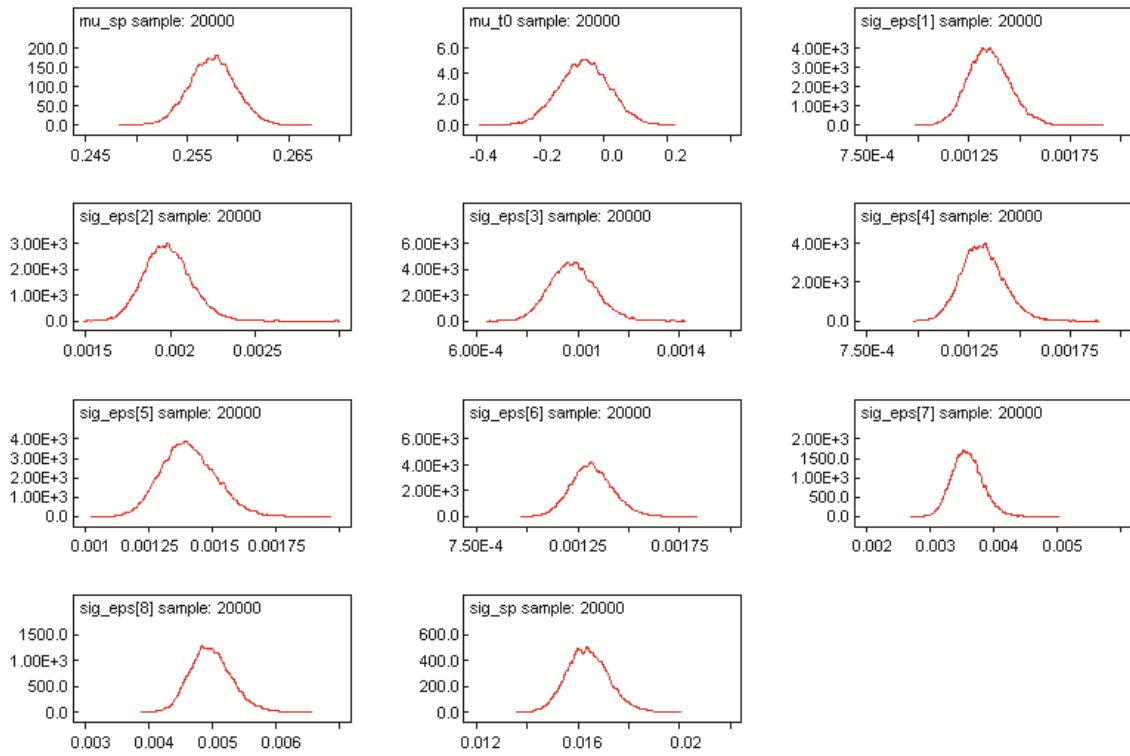 mu_sp sample: 20000
200.0
150.0
100.0
50.0
0.0
0.245 0.255 0.265
mu_t0 sample: 20000
6.0
4.0
2.0
0.0
-0.4 -0.2 0.0 0.2
sig_eps[1] sample: 20000
4.00E+3
3.00E+3
2.00E+3
1.00E+3
0.0
7.50E-4 0.00125 0.00175
sig_eps[2] sample: 20000
3.00E+3
2.00E+3
1.00E+3
0.0
0.0015 0.002 0.0025
sig_eps[3] sample: 20000
6.00E+3
4.00E+3
2.00E+3
0.0
6.00E-4 0.001 0.0014
sig_eps[4] sample: 20000
4.00E+3
2.00E+3
0.0
7.50E-4 0.00125 0.00175
sig_eps[5] sample: 20000
4.00E+3
3.00E+3
2.00E+3
1.00E+3
0.0
0.001 0.00125 0.0015 0.00175
sig_eps[6] sample: 20000
6.00E+3
4.00E+3
2.00E+3
0.0
7.50E-4 0.00125 0.00175
sig_eps[7] sample: 20000
2.00E+3
1500.0
1.00E+3
500.0
0.0
0.002 0.003 0.004 0.005
sig_eps[8] sample: 20000
1500.0
1.00E+3
500.0
0.0
0.003 0.004 0.005 0.006
sig_sp sample: 20000
600.0
400.0
200.0
0.0
0.012 0.016 0.02